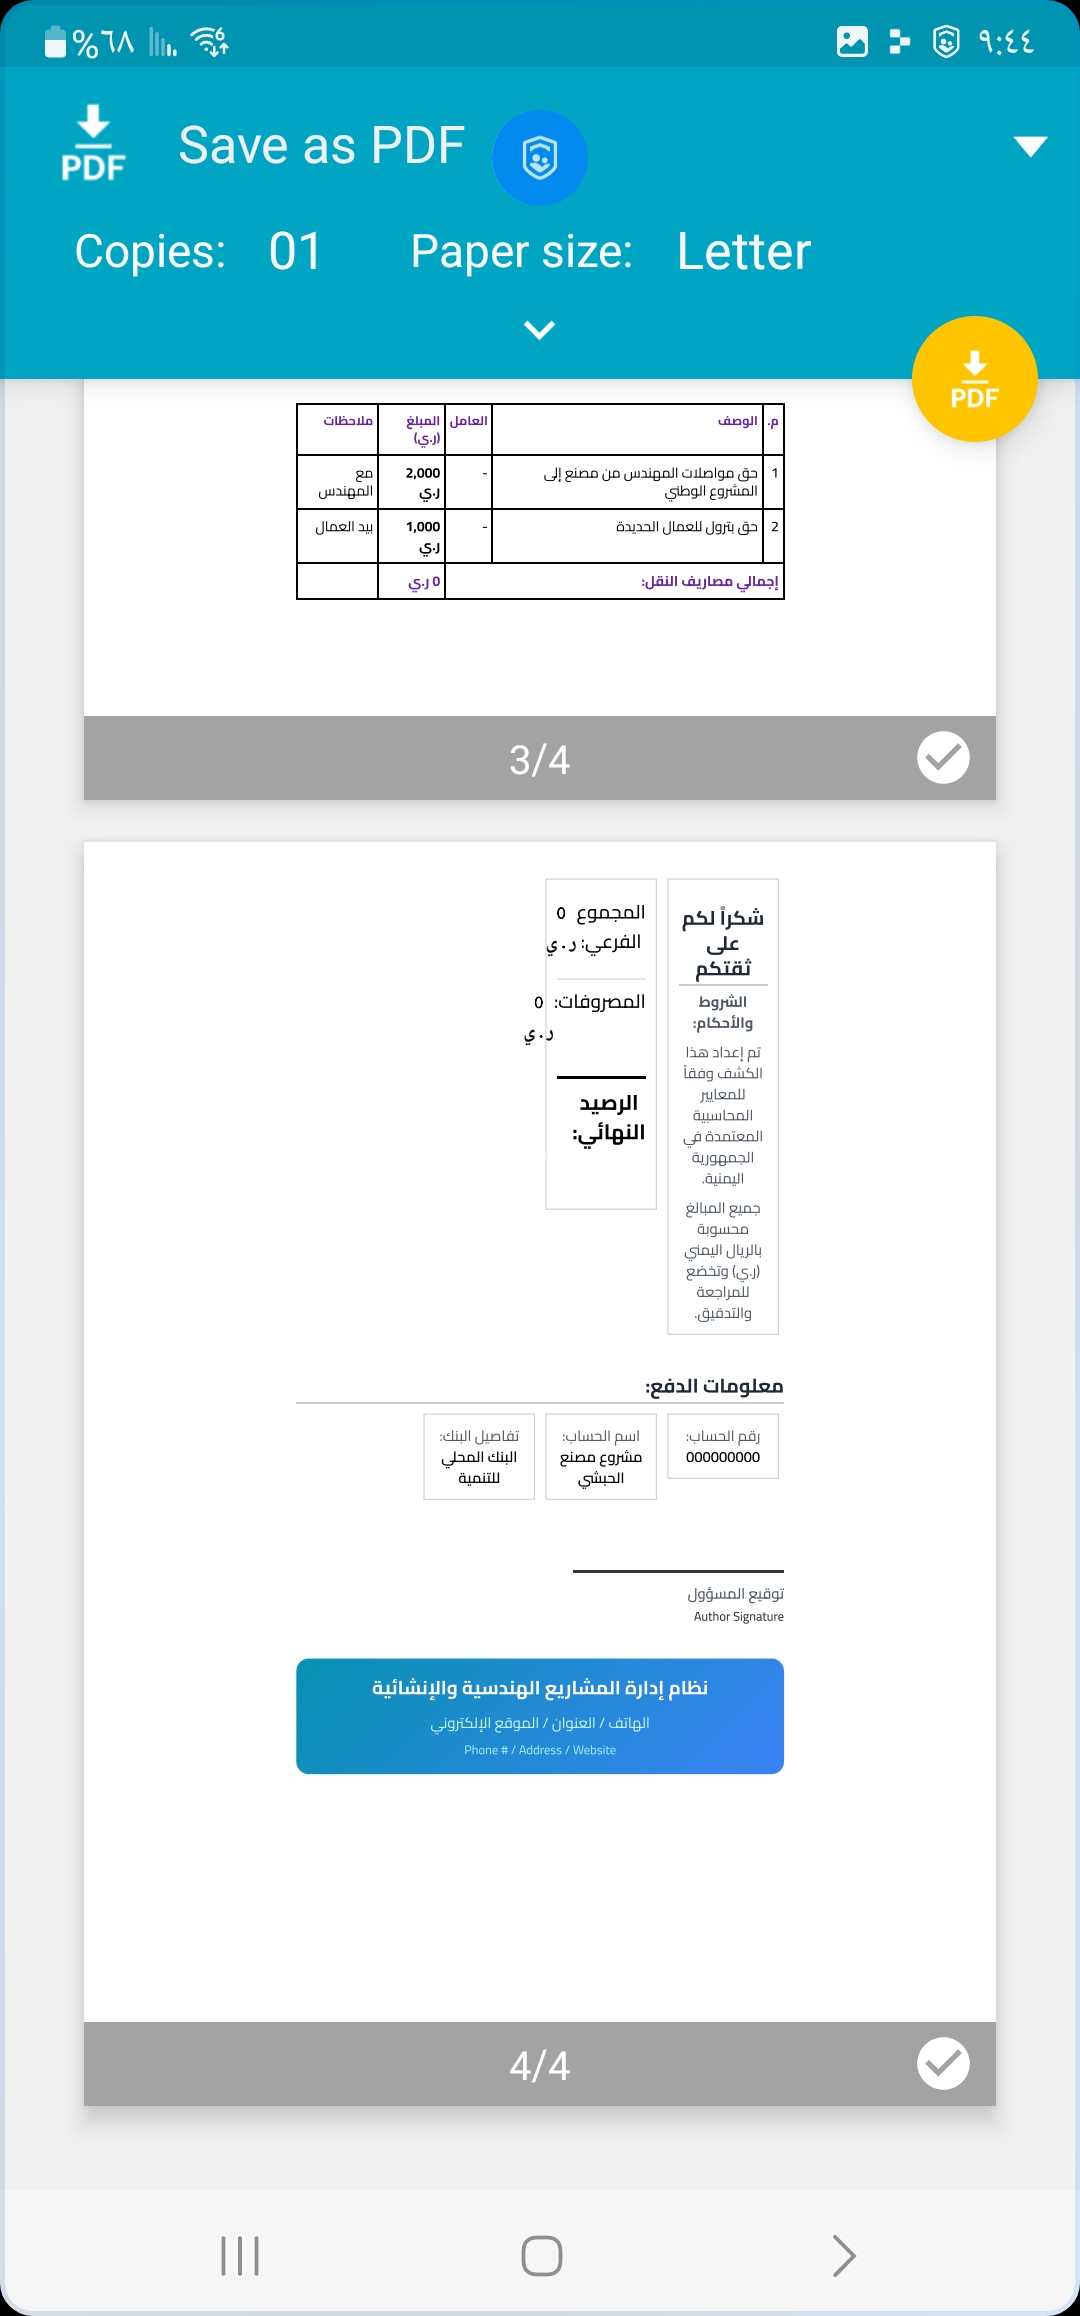 %٦٨
٩:٤٤
PDF
Save as PDF
Copies: 01 Paper size: Letter
PDF
م. الوصف العامل المبلغ (ر.ي) ملاحظات
1 حق مواصلات المهندس من مصنع إلى المشروع الوطني - 2,000 ر.ي مع المهندس
2 حق بترول للعمال الحديدة - 1,000 ر.ي بيد العمال
إجمالي مصاريف النقل: 0 ر.ي
3/4
شكراً لكم
على
ثقتكم
الشروط
والأحكام:
تم إعداد هذا
الكشف وفقاً
للمعايير
المحاسبية
المعتمدة في
الجمهورية
اليمنية.
جميع المبالغ
محسوبة
بالريال اليمني
(ر.ي) وتخضع
للمراجعة
والتدقيق.
المجموع 0
الفرعي: ر.ي
المصروفات: 0
ر.ي
الرصيد
النهائي:
معلومات الدفع:
رقم الحساب:
000000000
اسم الحساب:
مشروع مصنع
الحبشي
تفاصيل البنك:
البنك المحلي
للتنمية
توقيع المسؤول
Author Signature
نظام إدارة المشاريع الهندسية والإنشائية
الهاتف / العنوان / الموقع الإلكتروني
Phone # / Address / Website
4/4